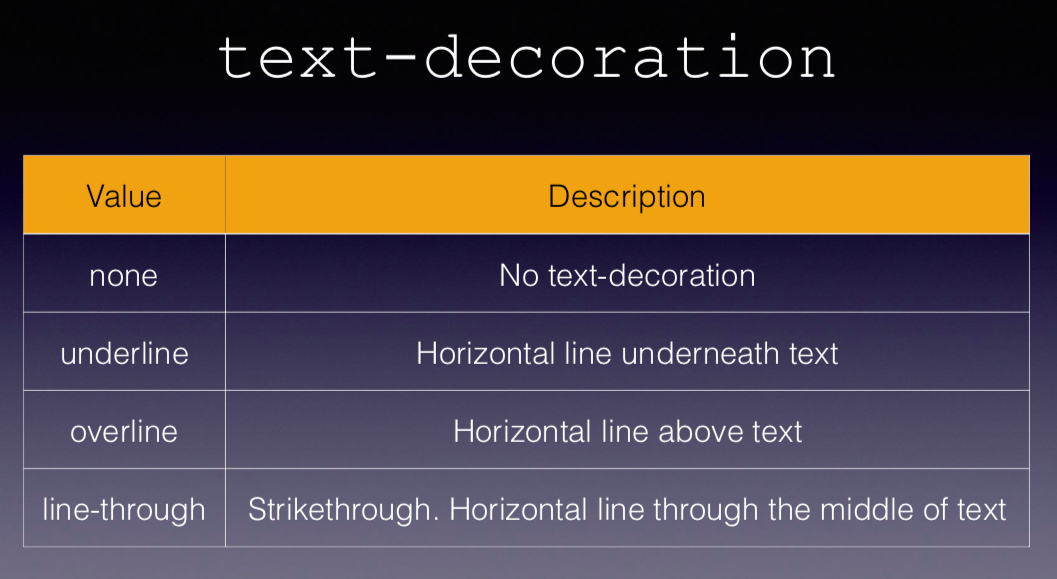 text-decoration
Value Description
none No text-decoration
underline Horizontal line underneath text
overline Horizontal line above text
line-through Strikethrough. Horizontal line through the middle of text